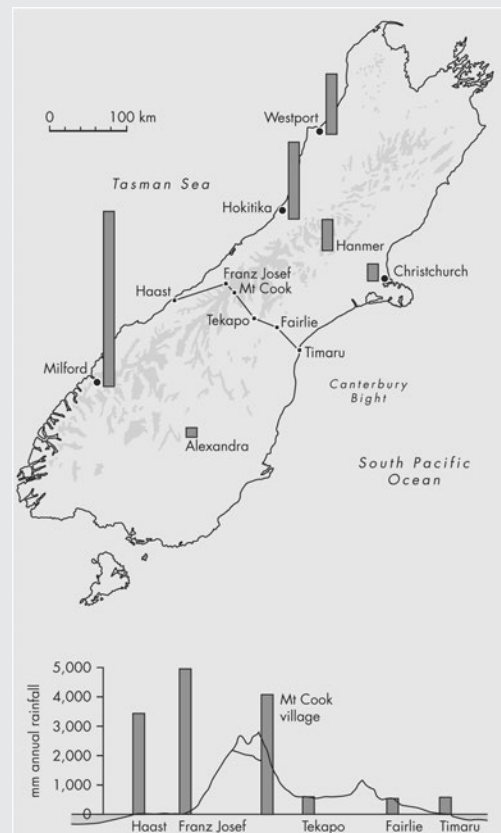 0 100 km
Westport
Tasman Sea
Hokitika
Hanmer
Christchurch
Franz Josef
Mt Cook
Haast
Tekapo
Fairlie
Timaru
Milford
Canterbury
Bight
Alexandra
South Pacific
Ocean
mm annual rainfall
5,000
4,000
3,000
2,000
1,000
0
Mt Cook
village
Haast Franz Josef Tekapo Fairlie Timaru